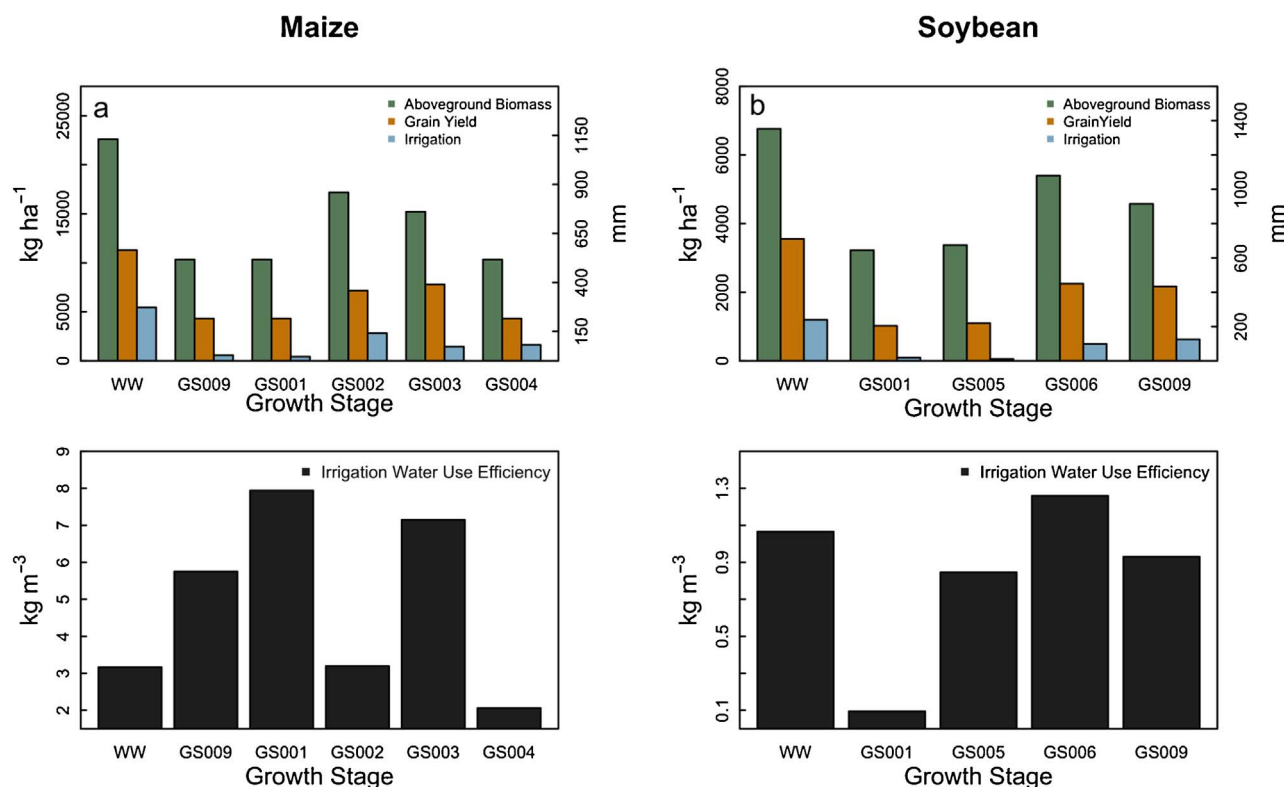 Maize
Soybean
a
Aboveground Biomass
Grain Yield
Irrigation
kg ha−1
0
5000
15000
25000
mm
150
400
650
900
1150
WW GS009 GS001 GS002 GS003 GS004
Growth Stage
b
Aboveground Biomass
GrainYield
Irrigation
kg ha−1
0
2000
4000
6000
8000
mm
200
600
1000
1400
WW GS001 GS005 GS006 GS009
Growth Stage
Irrigation Water Use Efficiency
kg m−3
2
3
4
5
6
7
8
9
WW GS009 GS001 GS002 GS003 GS004
Growth Stage
Irrigation Water Use Efficiency
kg m−3
0.1
0.5
0.9
1.3
WW GS001 GS005 GS006 GS009
Growth Stage